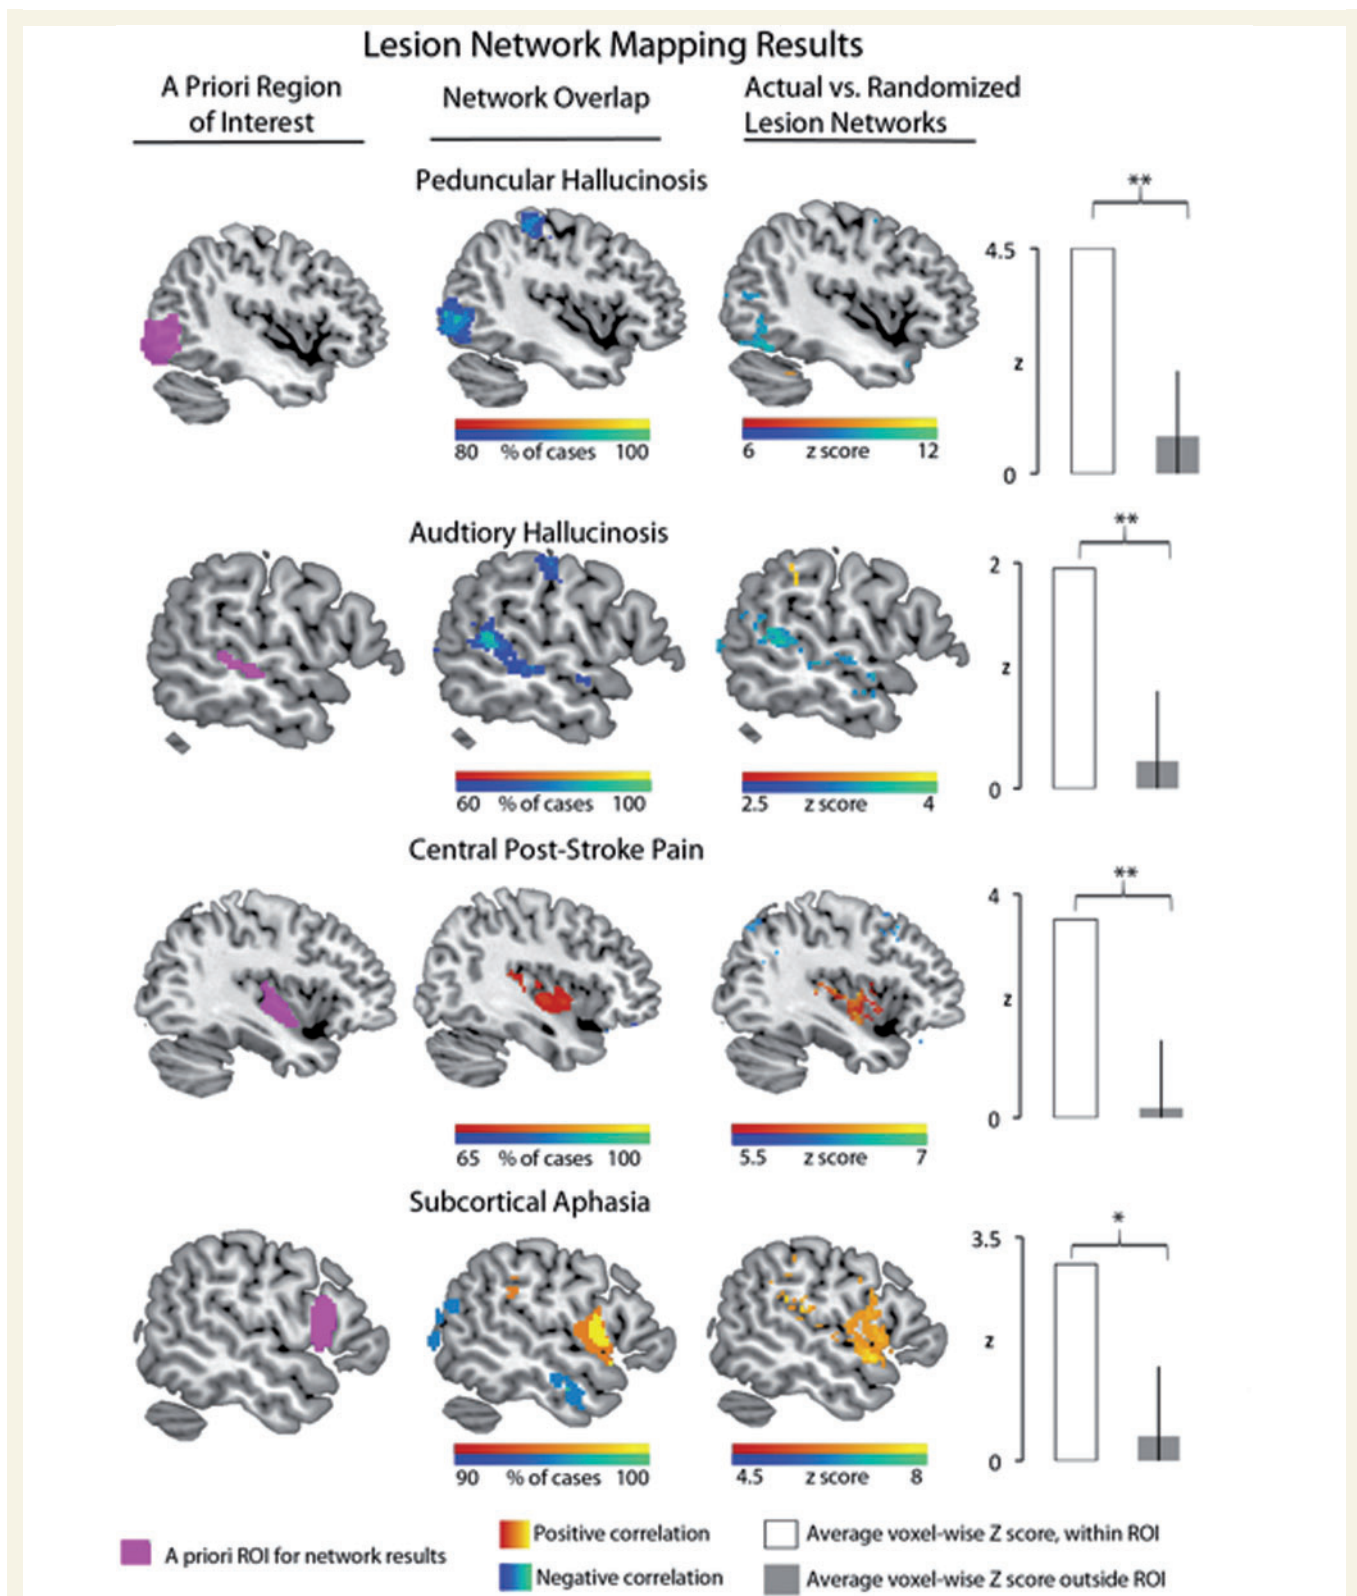 Lesion Network Mapping Results
A Priori Region
of Interest
Network Overlap
Actual vs. Randomized
Lesion Networks
Peduncular Hallucinosis
**
4.5
z
0
80 % of cases 100
6 z score 12
Audtiory Hallucinosis
**
2
z
0
60 % of cases 100
2.5 z score 4
Central Post-Stroke Pain
**
4
z
0
65 % of cases 100
5.5 z score 7
Subcortical Aphasia
*
3.5
z
0
90 % of cases 100
4.5 z score 8
A priori ROI for network results
Positive correlation
Negative correlation
Average voxel-wise Z score, within ROI
Average voxel-wise Z score outside ROI